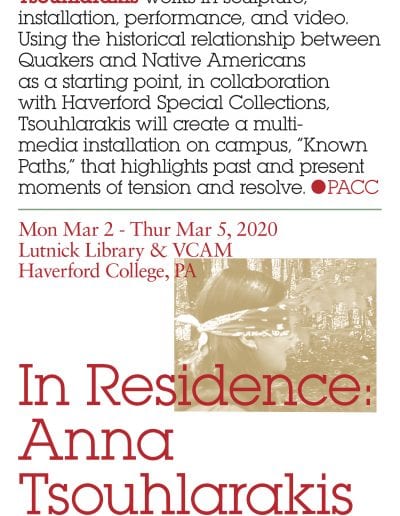 Tsouhlarakis works in sculpture,
installation, performance, and video.
Using the historical relationship between
Quakers and Native Americans
as a starting point, in collaboration
with Haverford Special Collections,
Tsouhlarakis will create a multi-
media installation on campus, “Known
Paths,” that highlights past and present
moments of tension and resolve. ●PACC
Mon Mar 2 - Thur Mar 5, 2020
Lutnick Library & VCAM
Haverford College, PA
In Residence:
Anna
Tsouhlarakis